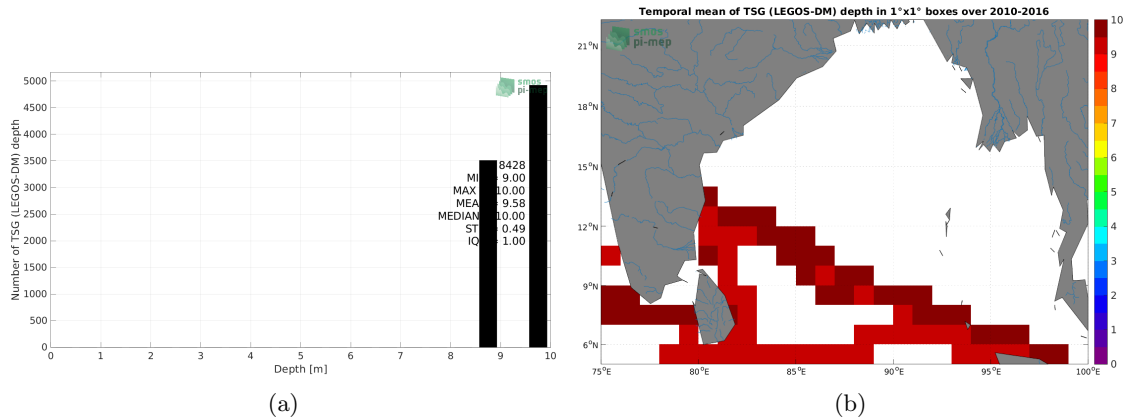 smos
pi-mep
5000
4500
4000
3500
3000
2500
2000
1500
1000
500
0
Number of TSG (LEGOS-DM) depth
8428
9.00
MAX 10.00
9.58
MEDIAN 10.00
= 0.49
= 1.00
0 1 2 3 4 5 6 7 8 9 10
Depth [m]
(a)
Temporal mean of TSG (LEGOS-DM) depth in 1°x1° boxes over 2010-2016
smos
pi-mep
21°N
18°N
15°N
12°N
9°N
6°N
75°E 80°E 85°E 90°E 95°E 100°E
10
9
8
7
6
5
4
3
2
1
0
(b)